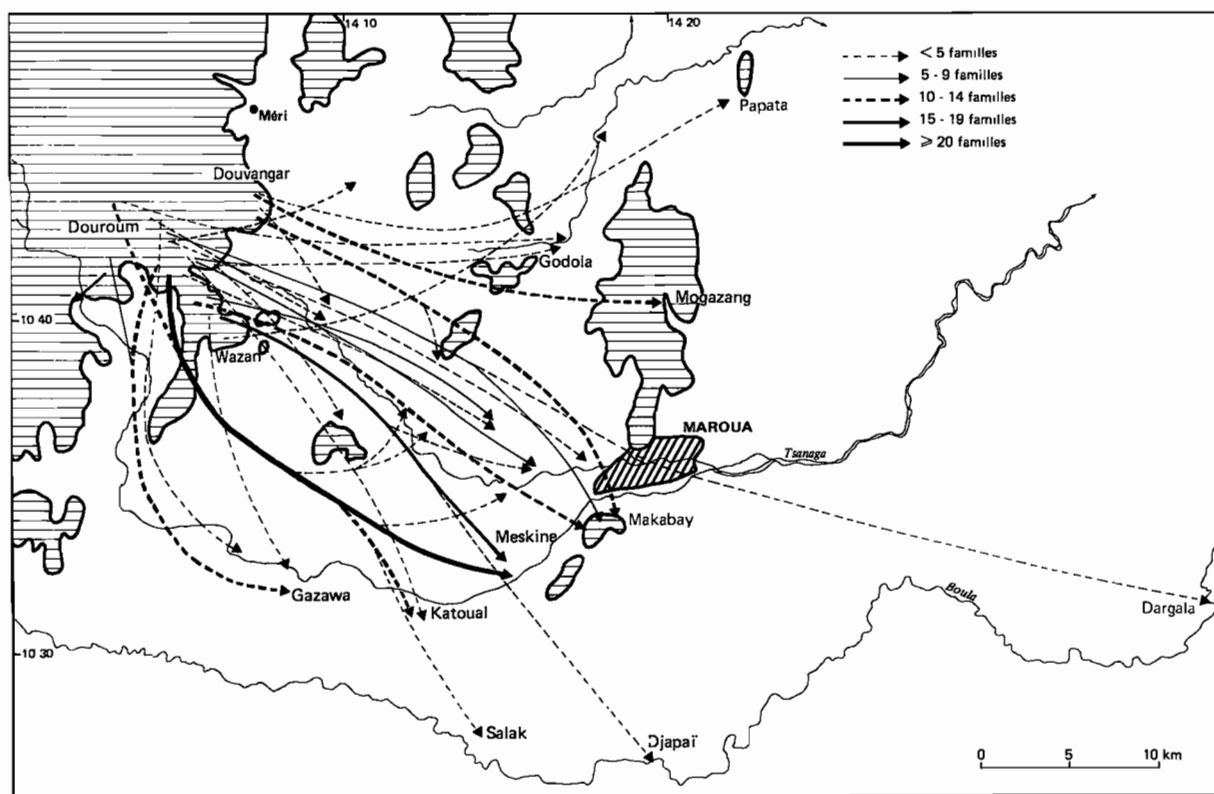 14 10
14 20
< 5 familles
5 - 9 familles
10 - 14 familles
15 - 19 familles
⩾ 20 familles
Papata
Méri
Douvangar
Douroum
Godola
Mogazang
10 40
Wazan
MAROUA
Tsanaga
Makabay
Meskine
Gazawa
Katoual
Boula
Dargala
10 30
Salak
Djapaï
0 5 10 km